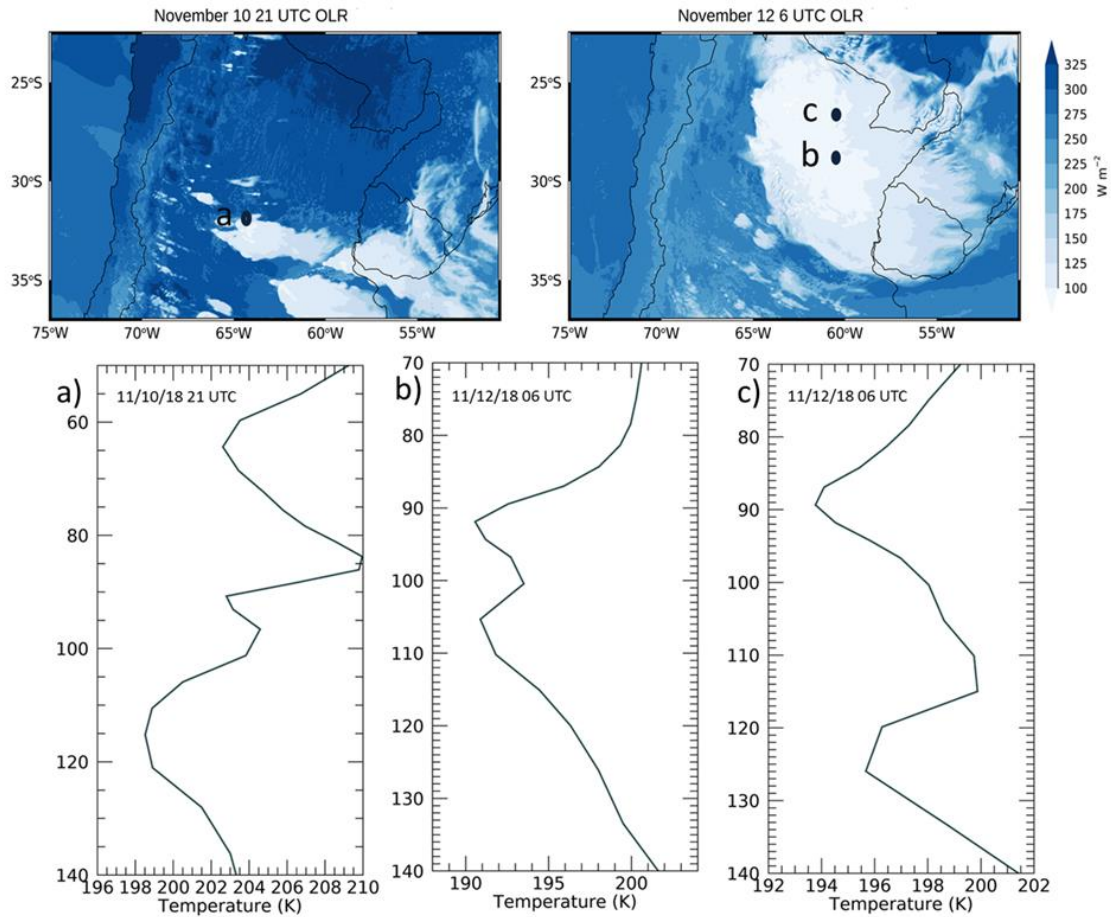 November 10 21 UTC OLR
November 12 6 UTC OLR
25°S
30°S
35°S
75°W 70°W 65°W 60°W 55°W
a
25°S
30°S
35°S
75°W 70°W 65°W 60°W 55°W
c
b
325
300
275
250
225
200
175
150
125
100
W m⁻²
a)
11/10/18 21 UTC
60
80
100
120
140
196 198 200 202 204 206 208 210
Temperature (K)
b)
11/12/18 06 UTC
70
80
90
100
110
120
130
140
190 195 200
Temperature (K)
c)
11/12/18 06 UTC
70
80
90
100
110
120
130
140
192 194 196 198 200 202
Temperature (K)